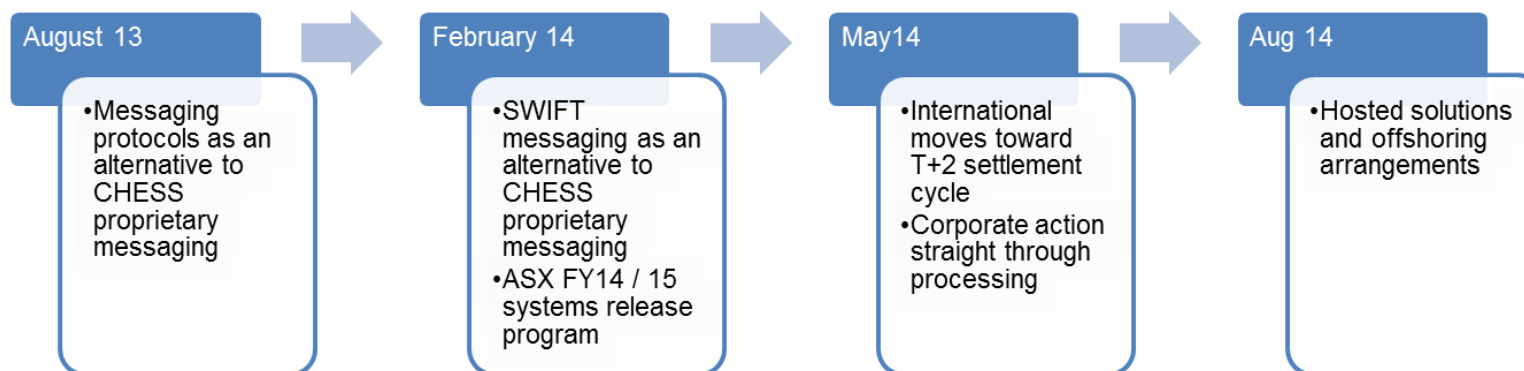 August 13
•Messaging
protocols as an
alternative to
CHESS
proprietary
messaging
February 14
•SWIFT
messaging as an
alternative to
CHESS
proprietary
messaging
•ASX FY14 / 15
systems release
program
May14
•International
moves toward
T+2 settlement
cycle
•Corporate action
straight through
processing
Aug 14
•Hosted solutions
and offshoring
arrangements